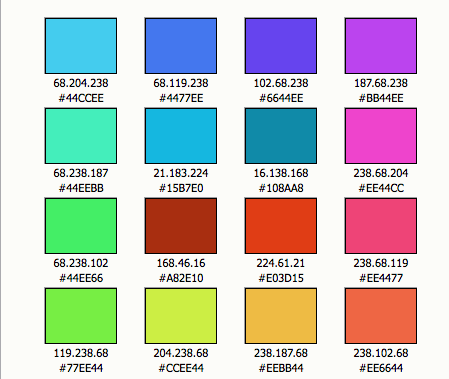 68.204.238 68.119.238 102.68.238 187.68.238
#44CCEE #4477EE #6644EE #BB44EE
68.238.187 21.183.224 16.138.168 238.68.204
#44EEBB #15B7E0 #108AA8 #EE44CC
68.238.102 168.46.16 224.61.21 238.68.119
#44EE66 #A82E10 #E03D15 #EE4477
119.238.68 204.238.68 238.187.68 238.102.68
#77EE44 #CCEE44 #EEBB44 #EE6644